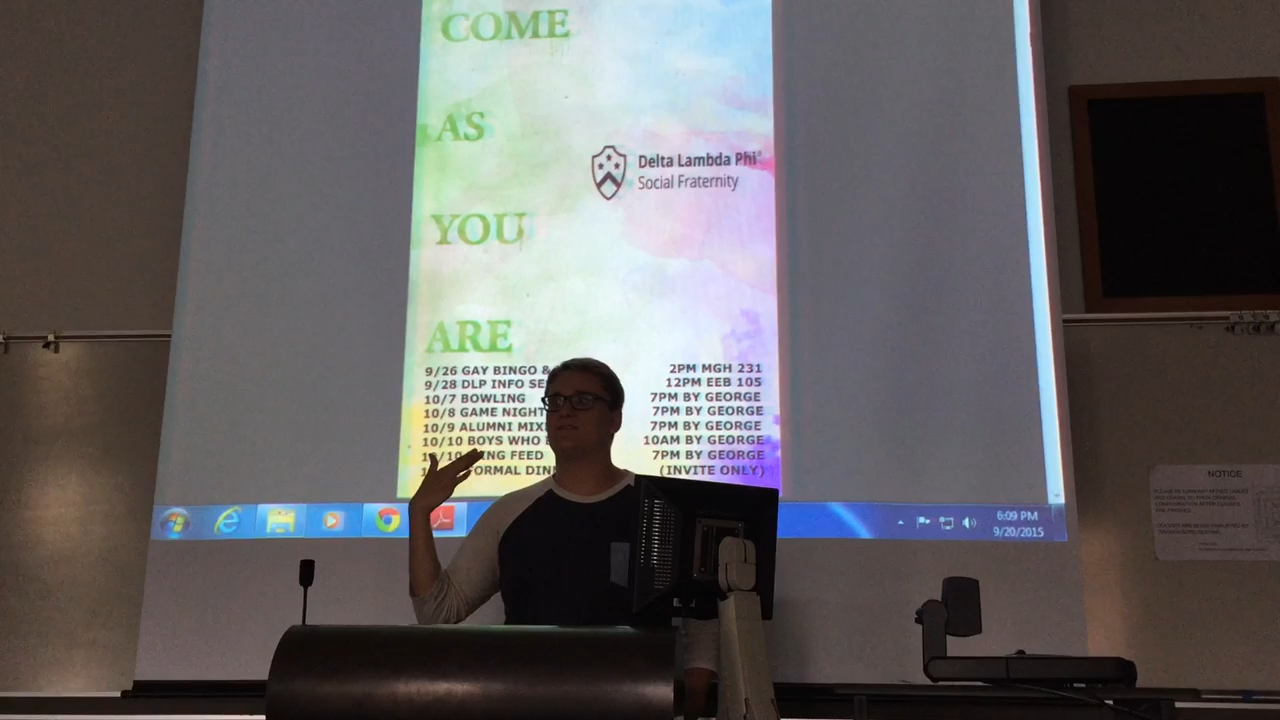 COME
AS
Delta Lambda Phi®
Social Fraternity
YOU
ARE
9/26 GAY BINGO & 2PM MGH 231
9/28 DLP INFO SE 12PM EEB 105
10/7 BOWLING 7PM BY GEORGE
10/8 GAME NIGHT 7PM BY GEORGE
10/9 ALUMNI MIX 7PM BY GEORGE
10/10 BOYS WHO 10AM BY GEORGE
FEED 7PM BY GEORGE
FORMAL DIN (INVITE ONLY)
6:09 PM
9/20/2015
NOTICE